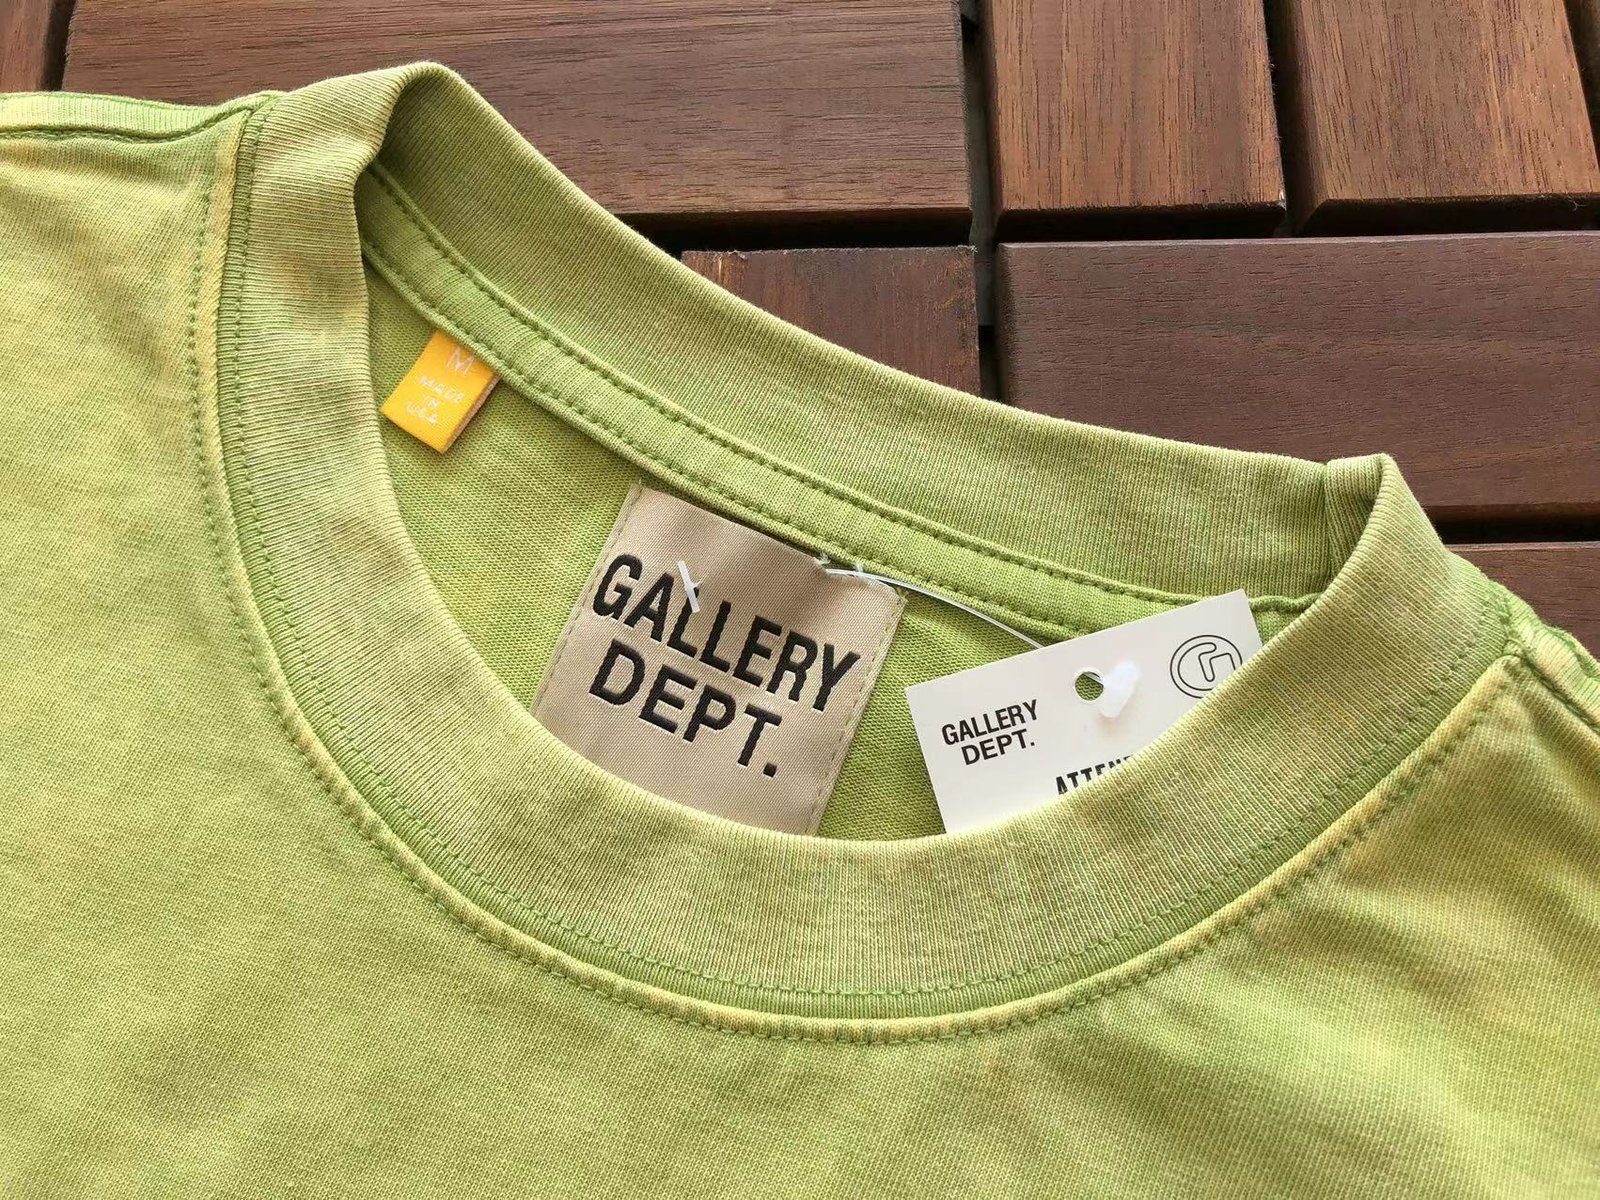 M
MADE
IN
USA
GALLERY
DEPT.
GALLERY
DEPT.